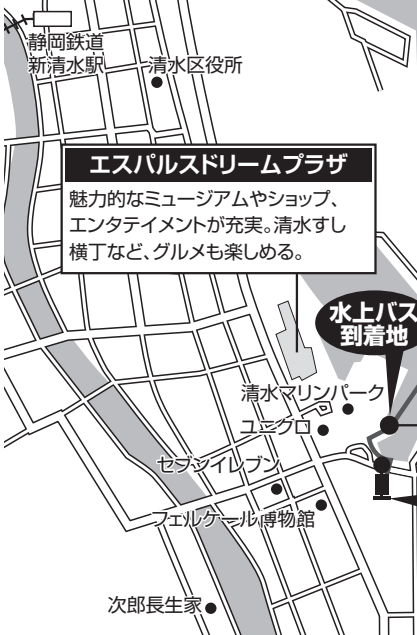 静岡鉄道
新清水駅
清水区役所
エスパルスドリームプラザ
魅力的なミュージアムやショップ、
エンタテイメントが充実。清水すし
横丁など、グルメも楽しめる。
水上バス
到着地
清水マリンパーク
ユニクロ
セブンイレブン
フェルケール博物館
次郎長生家